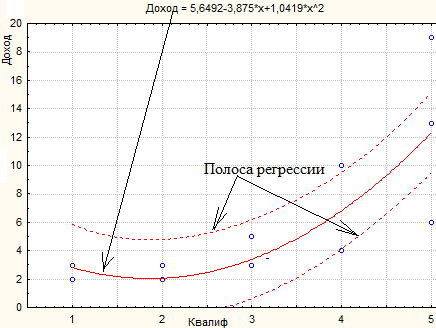 Доход = 5,6492-3,875*x+1,0419*x^2
Доход
20
18
16
14
12
10
8
6
4
2
0
Полоса регрессии
1 2 3 4 5
Квалиф